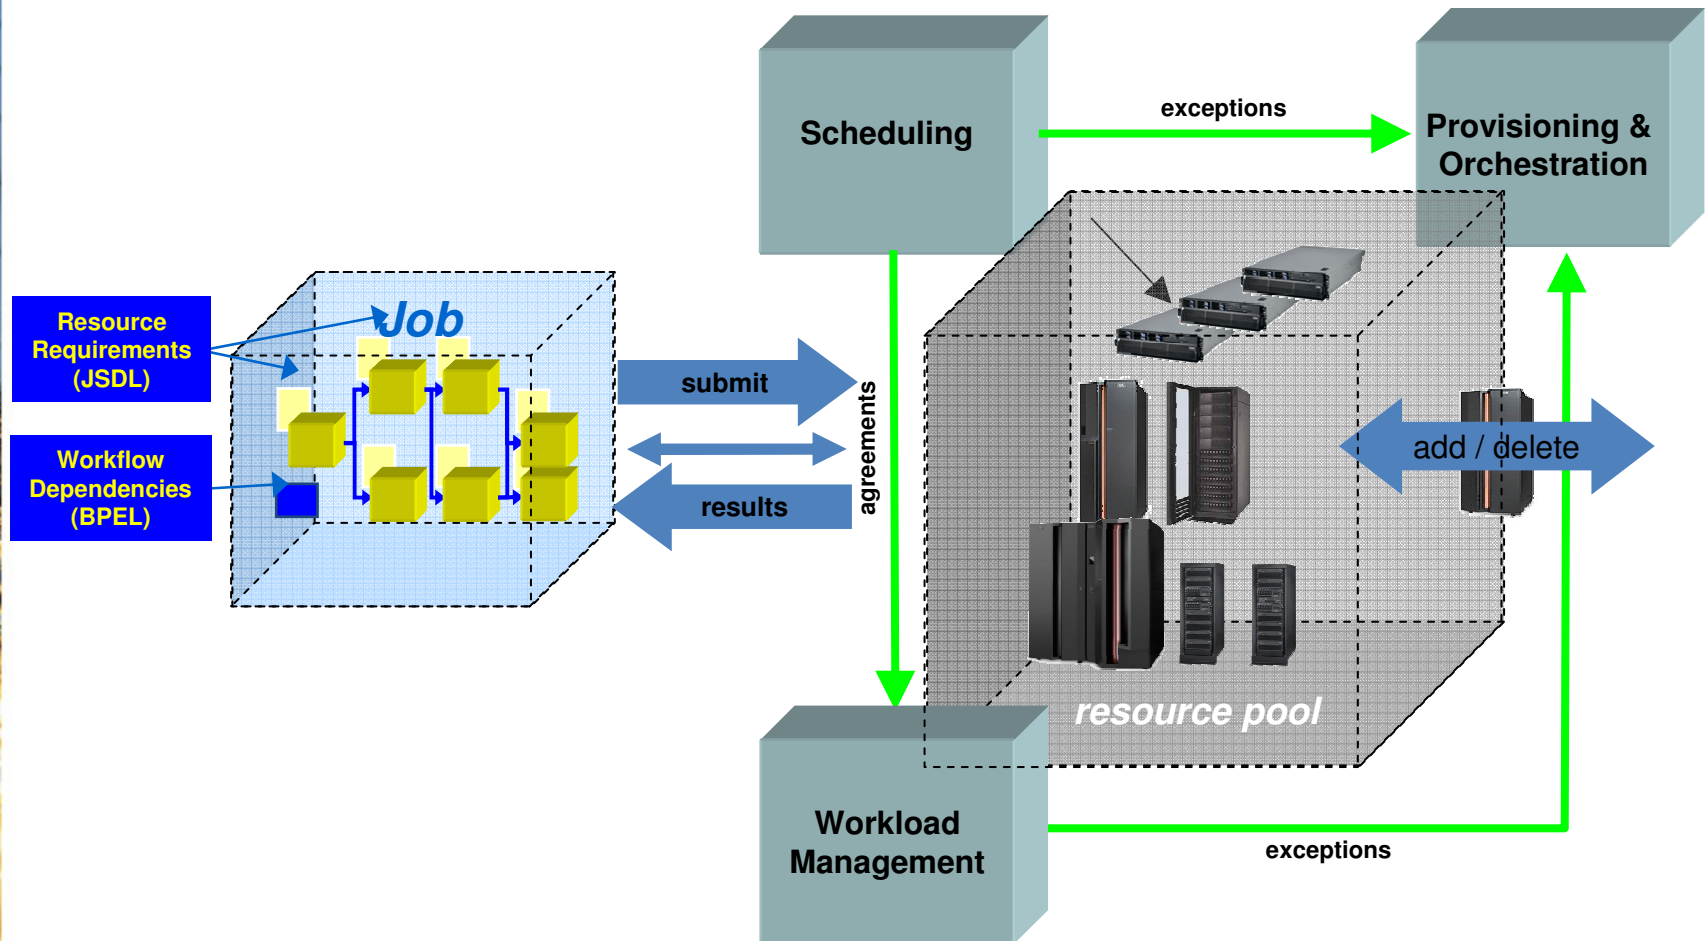 Scheduling
exceptions
Provisioning &
Orchestration
Resource
Requirements
(JSDL)
Job
Workflow
Dependencies
(BPEL)
submit
results
agreements
add / delete
resource pool
Workload
Management
exceptions